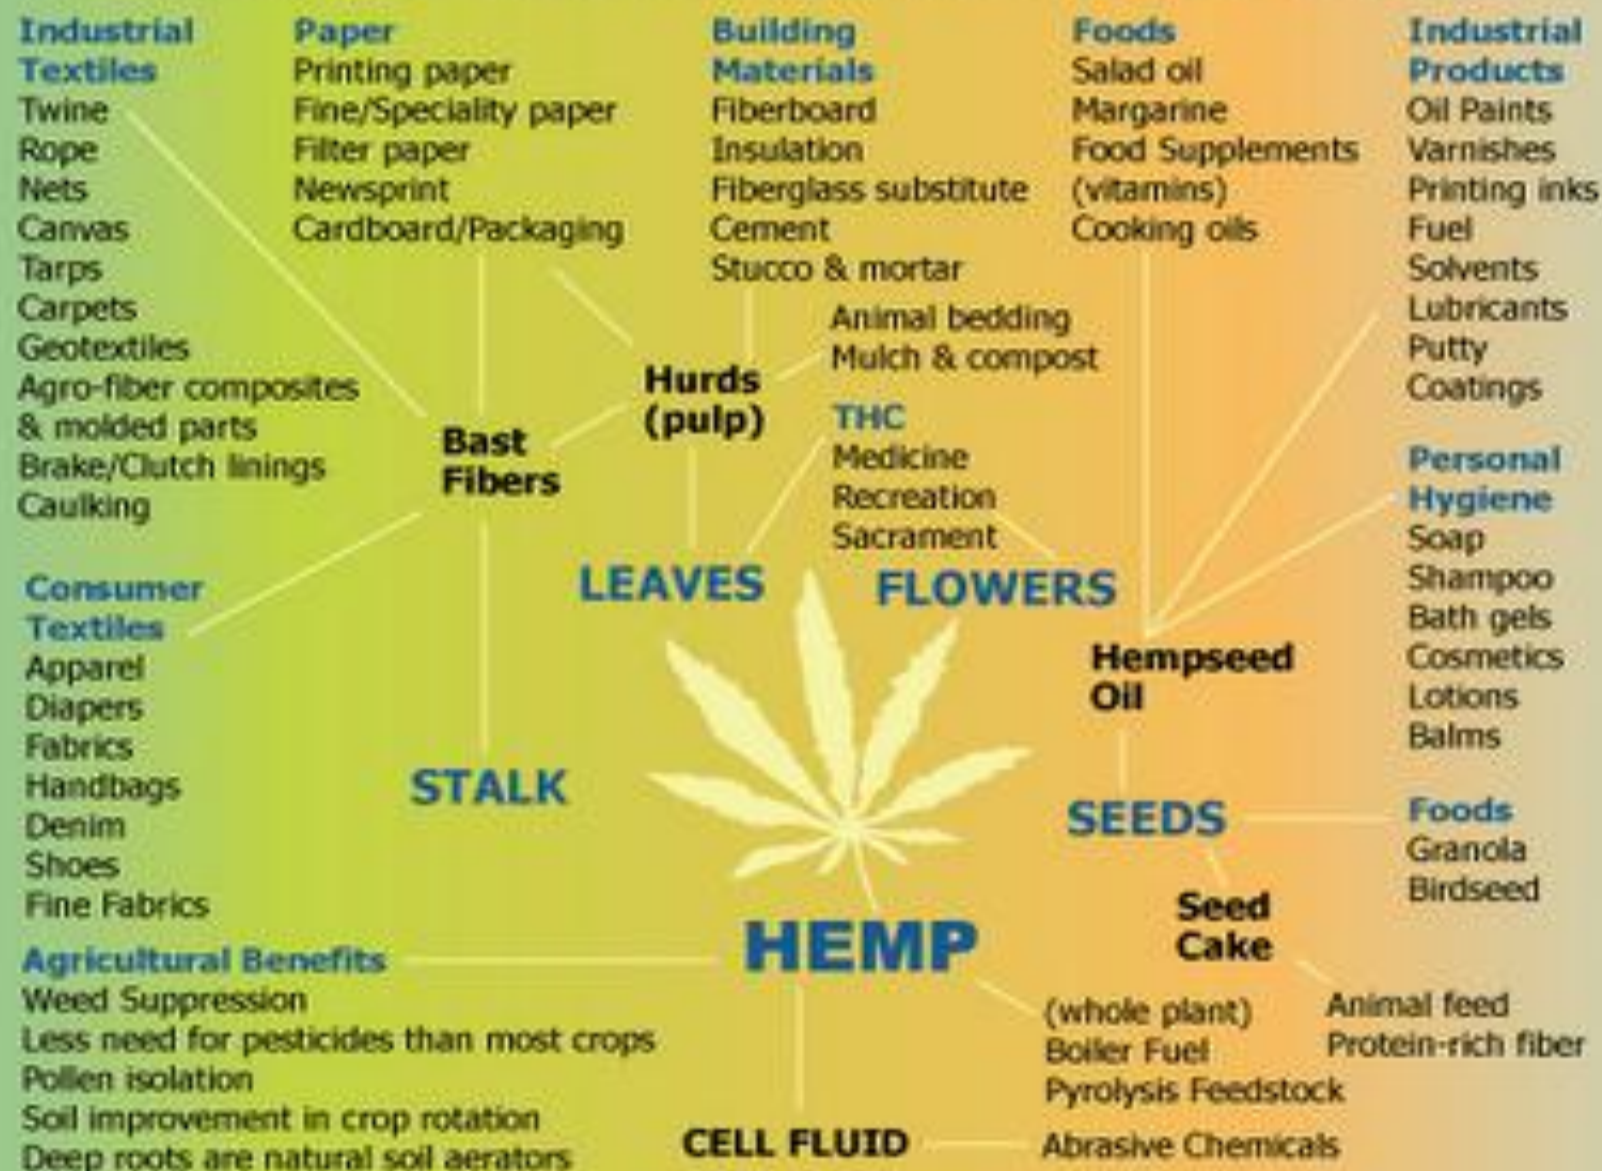 Industrial
Textiles
Twine
Rope
Nets
Canvas
Tarps
Carpets
Geotextiles
Agro-fiber composites
& molded parts
Brake/Clutch linings
Caulking
Paper
Printing paper
Fine/Speciality paper
Filter paper
Newsprint
Cardboard/Packaging
Building
Materials
Fiberboard
Insulation
Fiberglass substitute
Cement
Stucco & mortar
Foods
Salad oil
Margarine
Food Supplements
(vitamins)
Cooking oils
Industrial
Products
Oil Paints
Varnishes
Printing inks
Fuel
Solvents
Lubricants
Putty
Coatings
Animal bedding
Mulch & compost
Hurds
(pulp)
Bast
Fibers
THC
Medicine
Recreation
Sacrament
Personal
Hygiene
Soap
Shampoo
Bath gels
Cosmetics
Lotions
Balms
LEAVES
FLOWERS
Consumer
Textiles
Apparel
Diapers
Fabrics
Handbags
Denim
Shoes
Fine Fabrics
Hempseed
Oil
STALK
SEEDS
Foods
Granola
Birdseed
Seed
Cake
HEMP
Agricultural Benefits
Weed Suppression
Less need for pesticides than most crops
Pollen isolation
Soil improvement in crop rotation
Deep roots are natural soil aerators
(whole plant)
Boiler Fuel
Pyrolysis Feedstock
Animal feed
Protein-rich fiber
CELL FLUID
Abrasive Chemicals